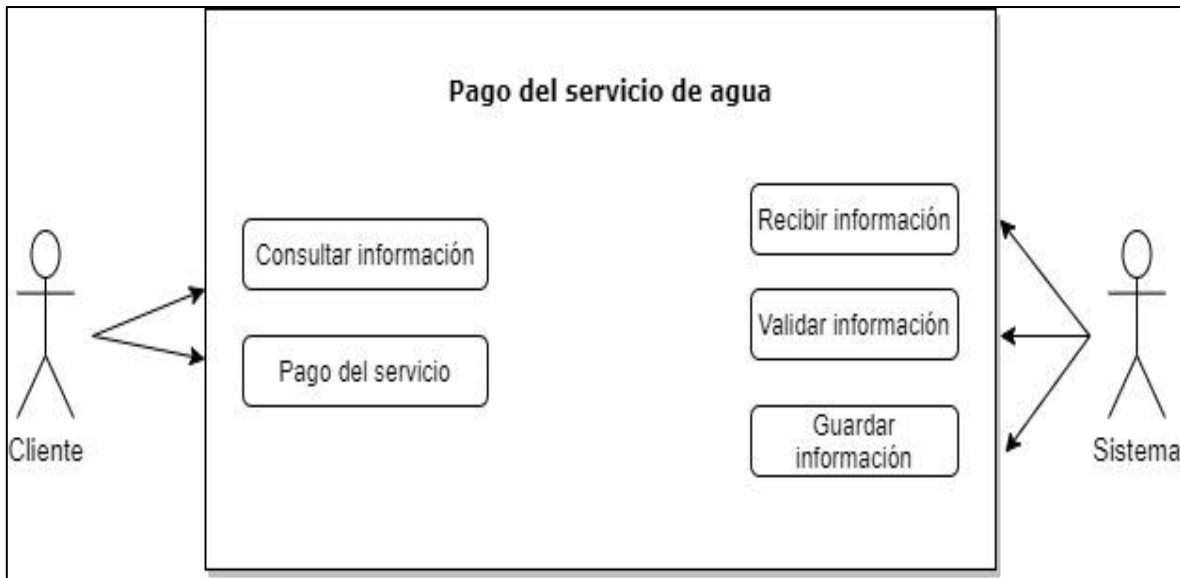 Pago del servicio de agua
Recibir información
Consultar información
Validar información
Pago del servicio
Guardar
información
Cliente
Sistema